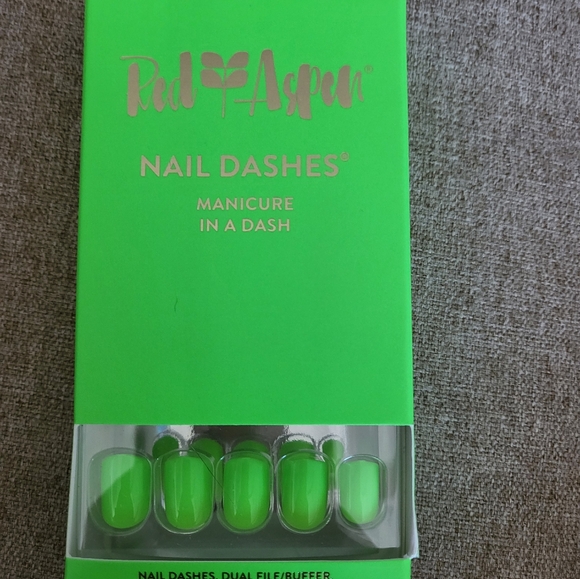 Red Aspen®
NAIL DASHES®
MANICURE
IN A DASH
NAIL DASHES, DUAL FILE/BUFFER